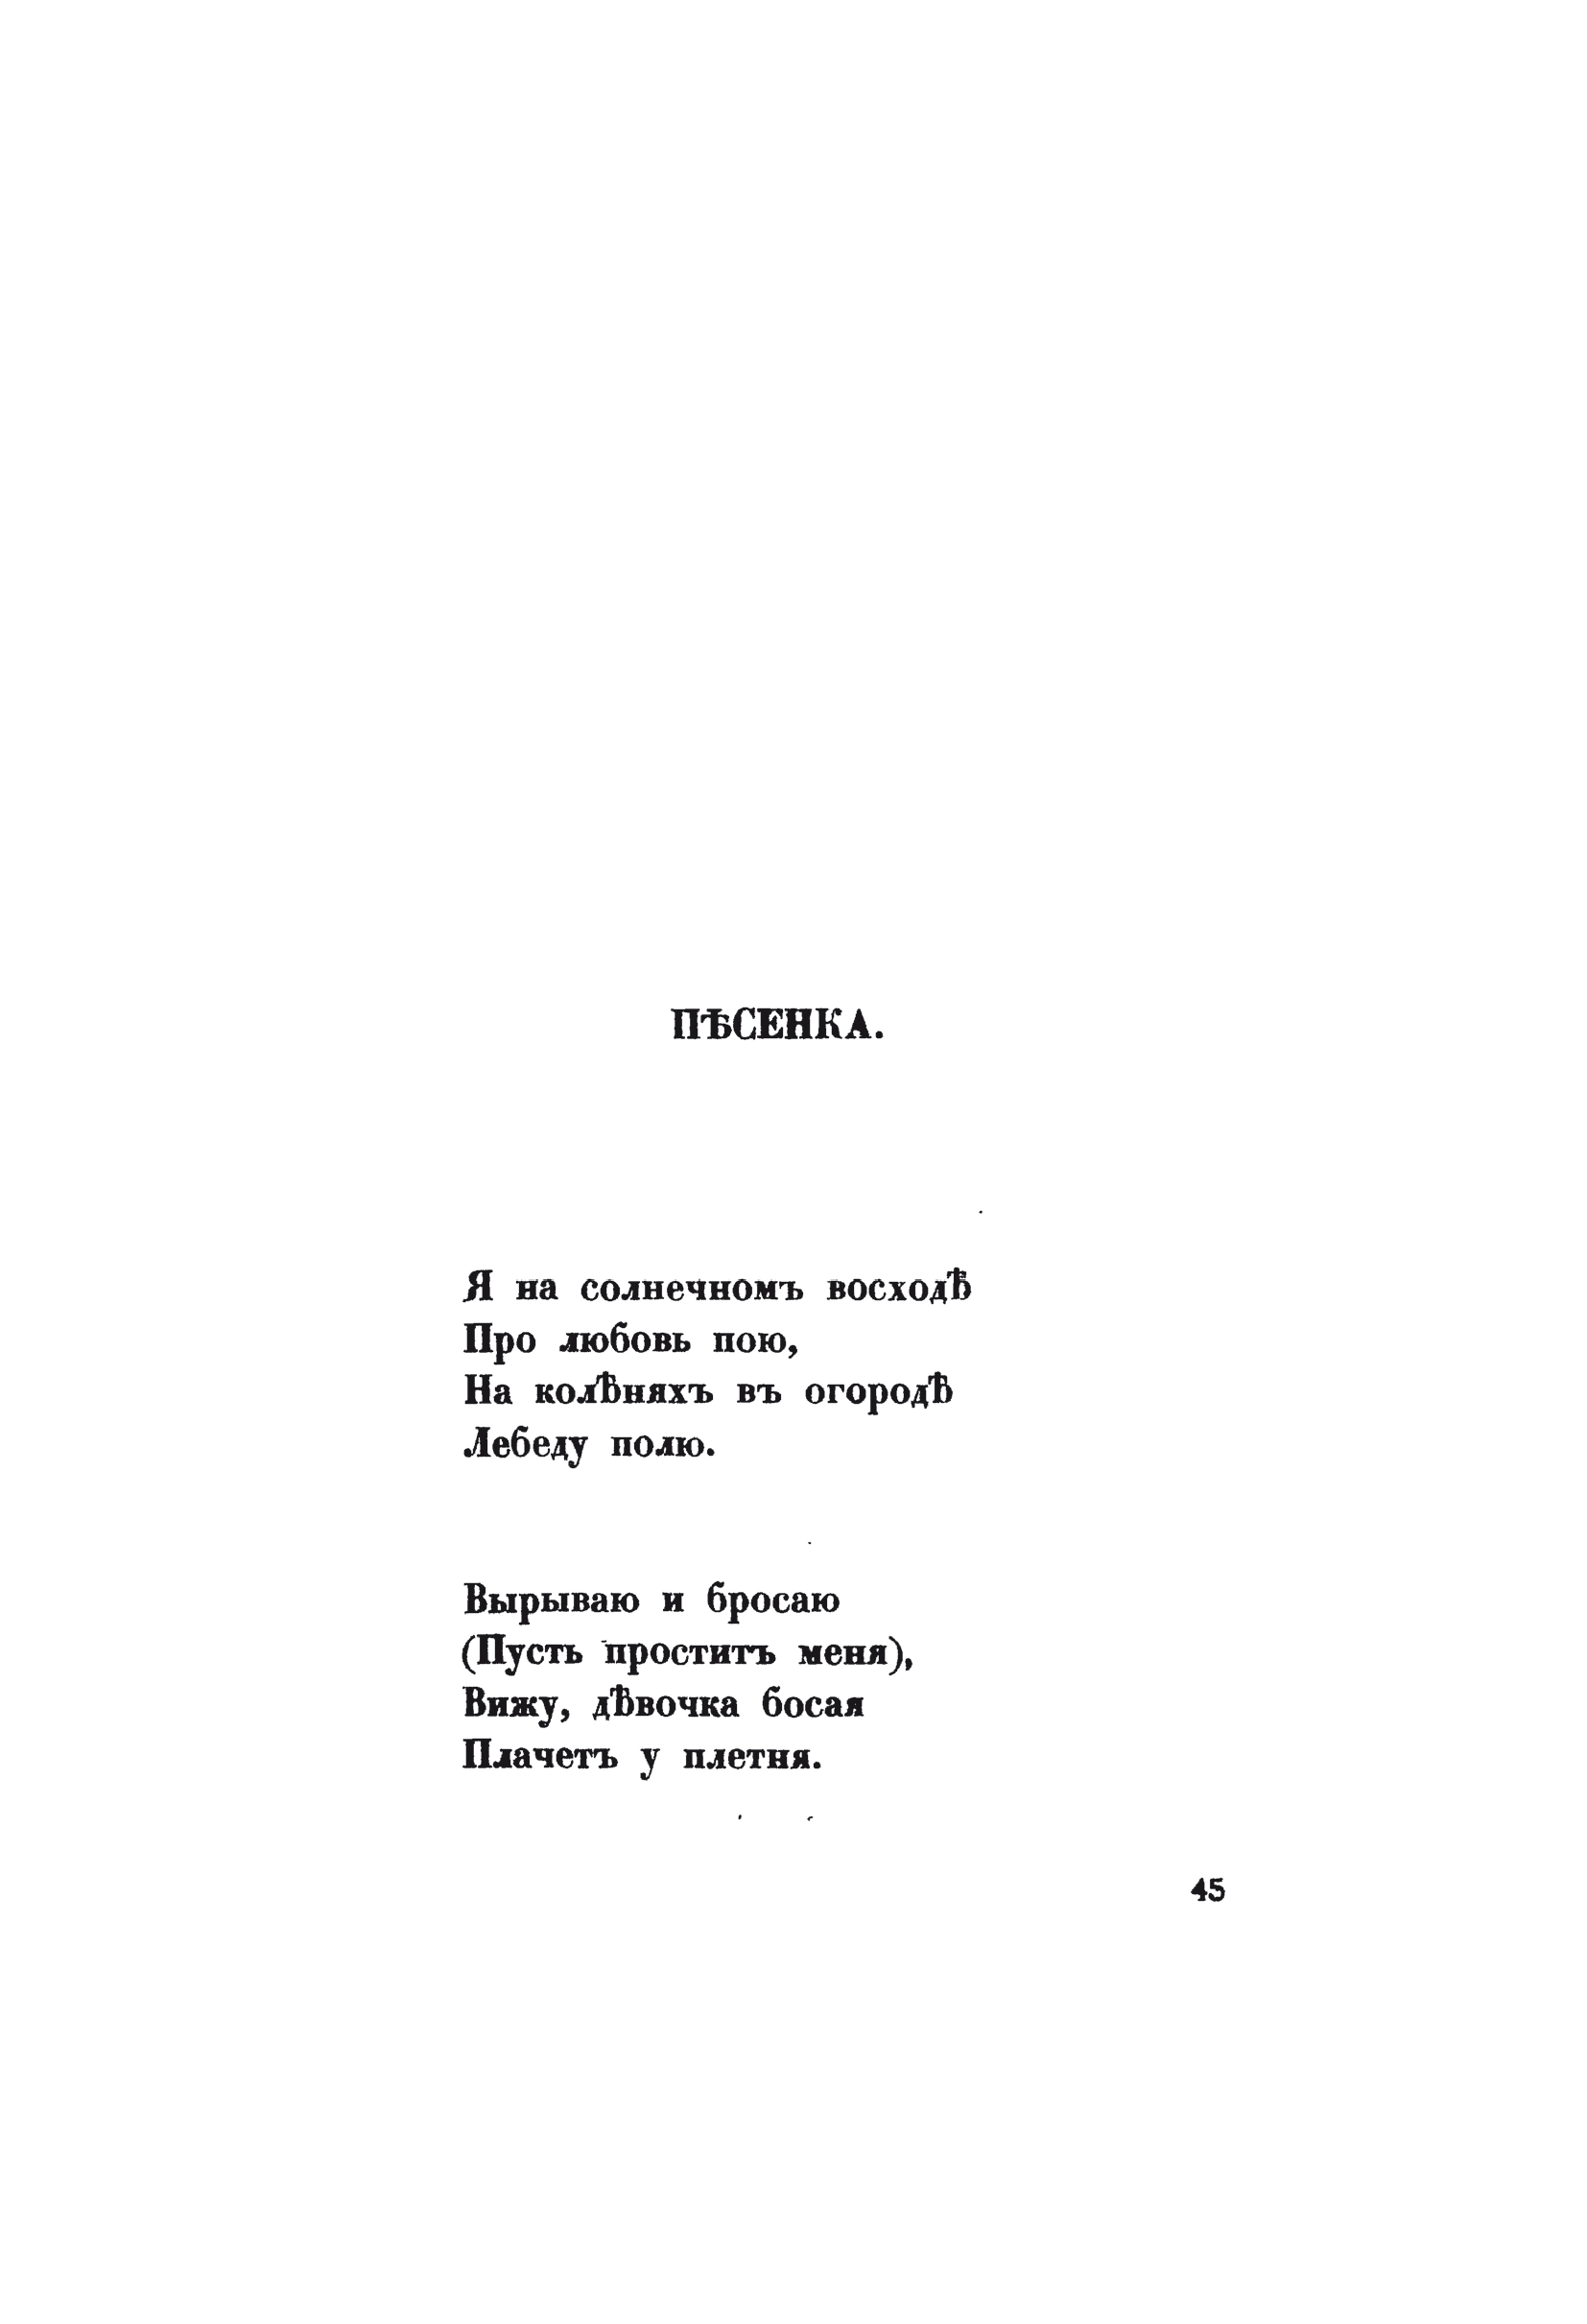 ПѢСЕНКА.
Я на солнечномъ восходѣ
Про любовь пою,
На колѣняхъ въ огородѣ
Лебеду полю.
Вырываю и бросаю
(Пусть проститъ меня),
Вижу, дѣвочка босая
Плачетъ у плетня.
45